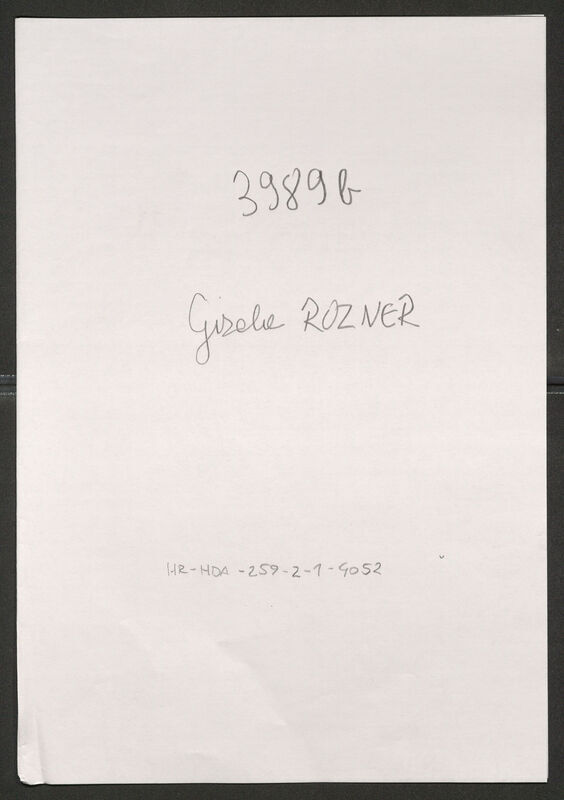 3989b
Gizela ROZNER
HR-HDA-259-2-1-4052